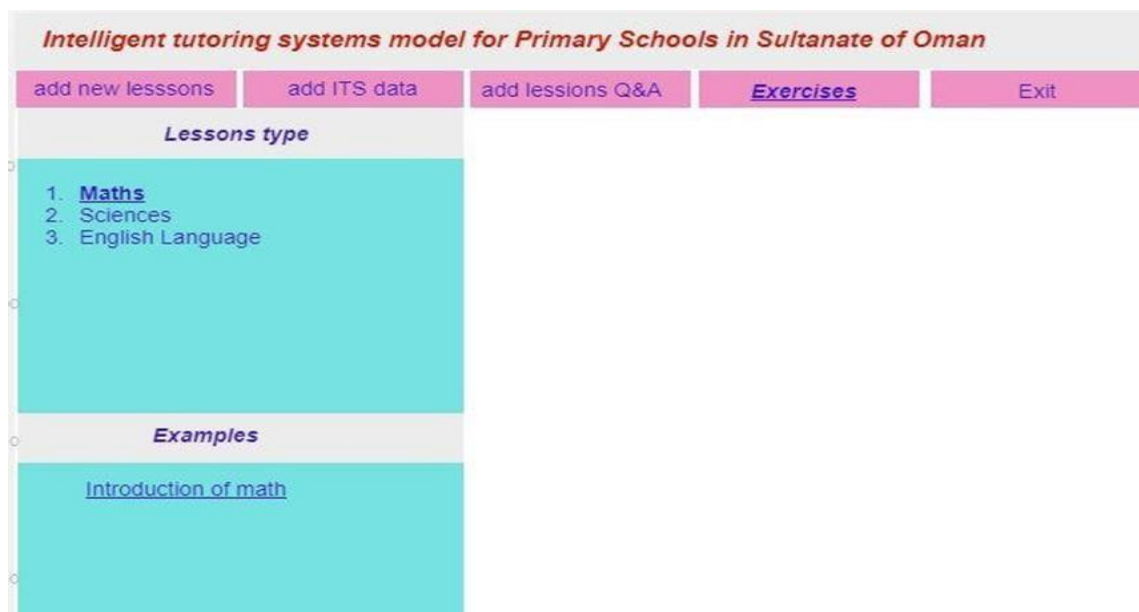 Intelligent tutoring systems model for Primary Schools in Sultanate of Oman
add new lesssons
add ITS data
add lessions Q&A
Exercises
Exit
Lessons type
1. Maths
2. Sciences
3. English Language
Examples
Introduction of math